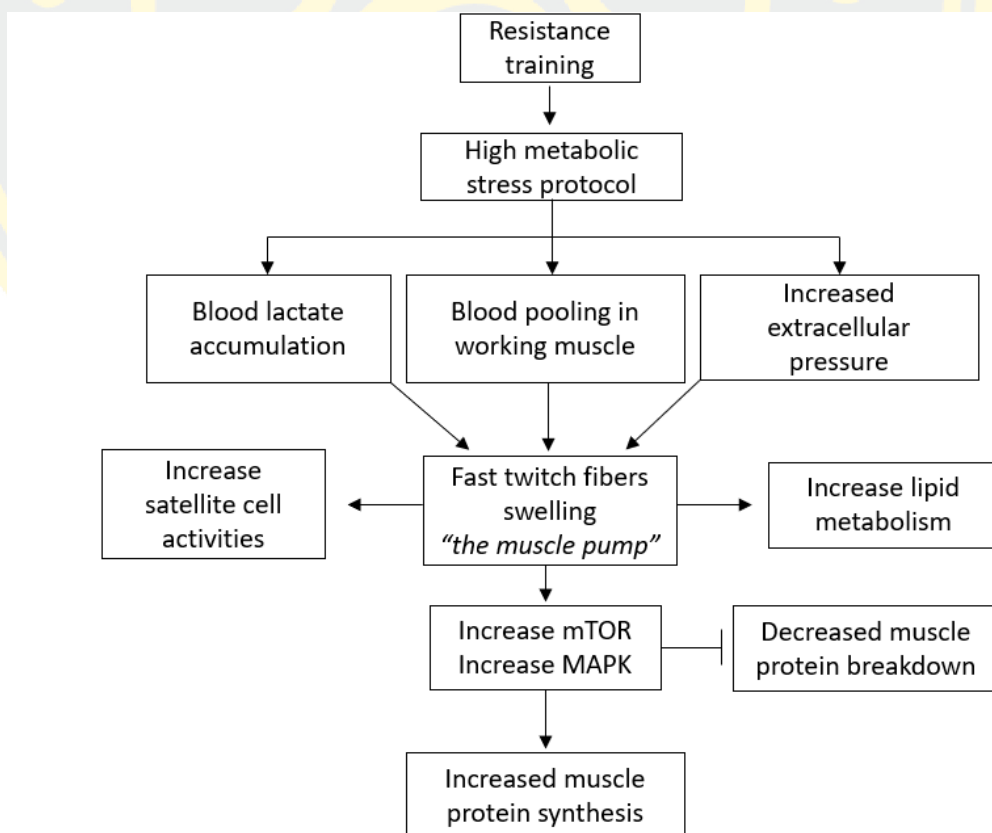 Resistance
training
High metabolic
stress protocol
Blood lactate
accumulation
Blood pooling in
working muscle
Increased
extracellular
pressure
Increase
satellite cell
activities
Fast twitch fibers
swelling
"the muscle pump"
Increase lipid
metabolism
Increase mTOR
Increase MAPK
Decreased muscle
protein breakdown
Increased muscle
protein synthesis